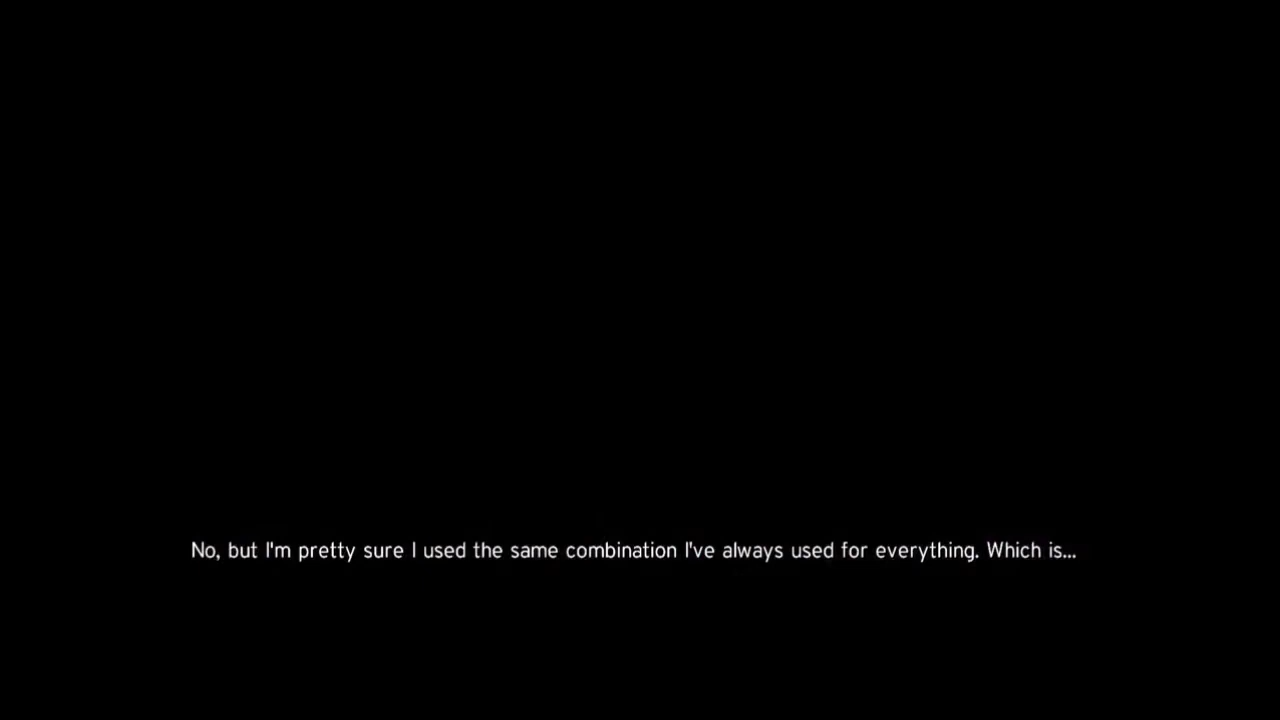 No, but I'm pretty sure I used the same combination I've always used for everything. Which is...